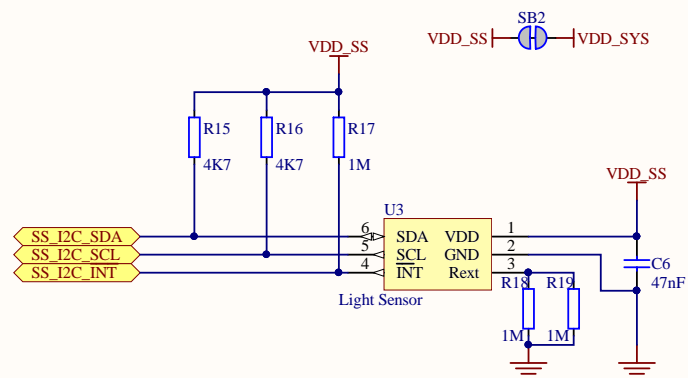 SB2
VDD_SS VDD_SYS
VDD_SS
R15 R16 R17
4K7 4K7 1M
VDD_SS
U3
SS_I2C_SDA 6 SDA VDD 1
SS_I2C_SCL 5 SCL GND 2
SS_I2C_INT 4 INT Rext 3
C6
47nF
Light Sensor
R18 R19
1M 1M